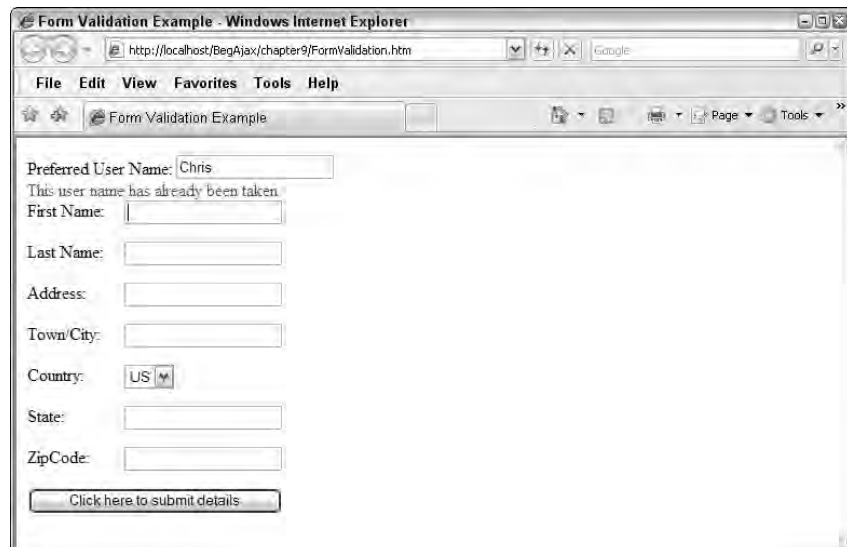 Form Validation Example - Windows Internet Explorer
http://localhost/BegAjax/chapter9/FormValidation.htm
Google
File Edit View Favorites Tools Help
Form Validation Example
Page Tools »
Preferred User Name: Chris
This user name has already been taken
First Name:
Last Name:
Address:
Town/City:
Country: US
State:
ZipCode:
Click here to submit details